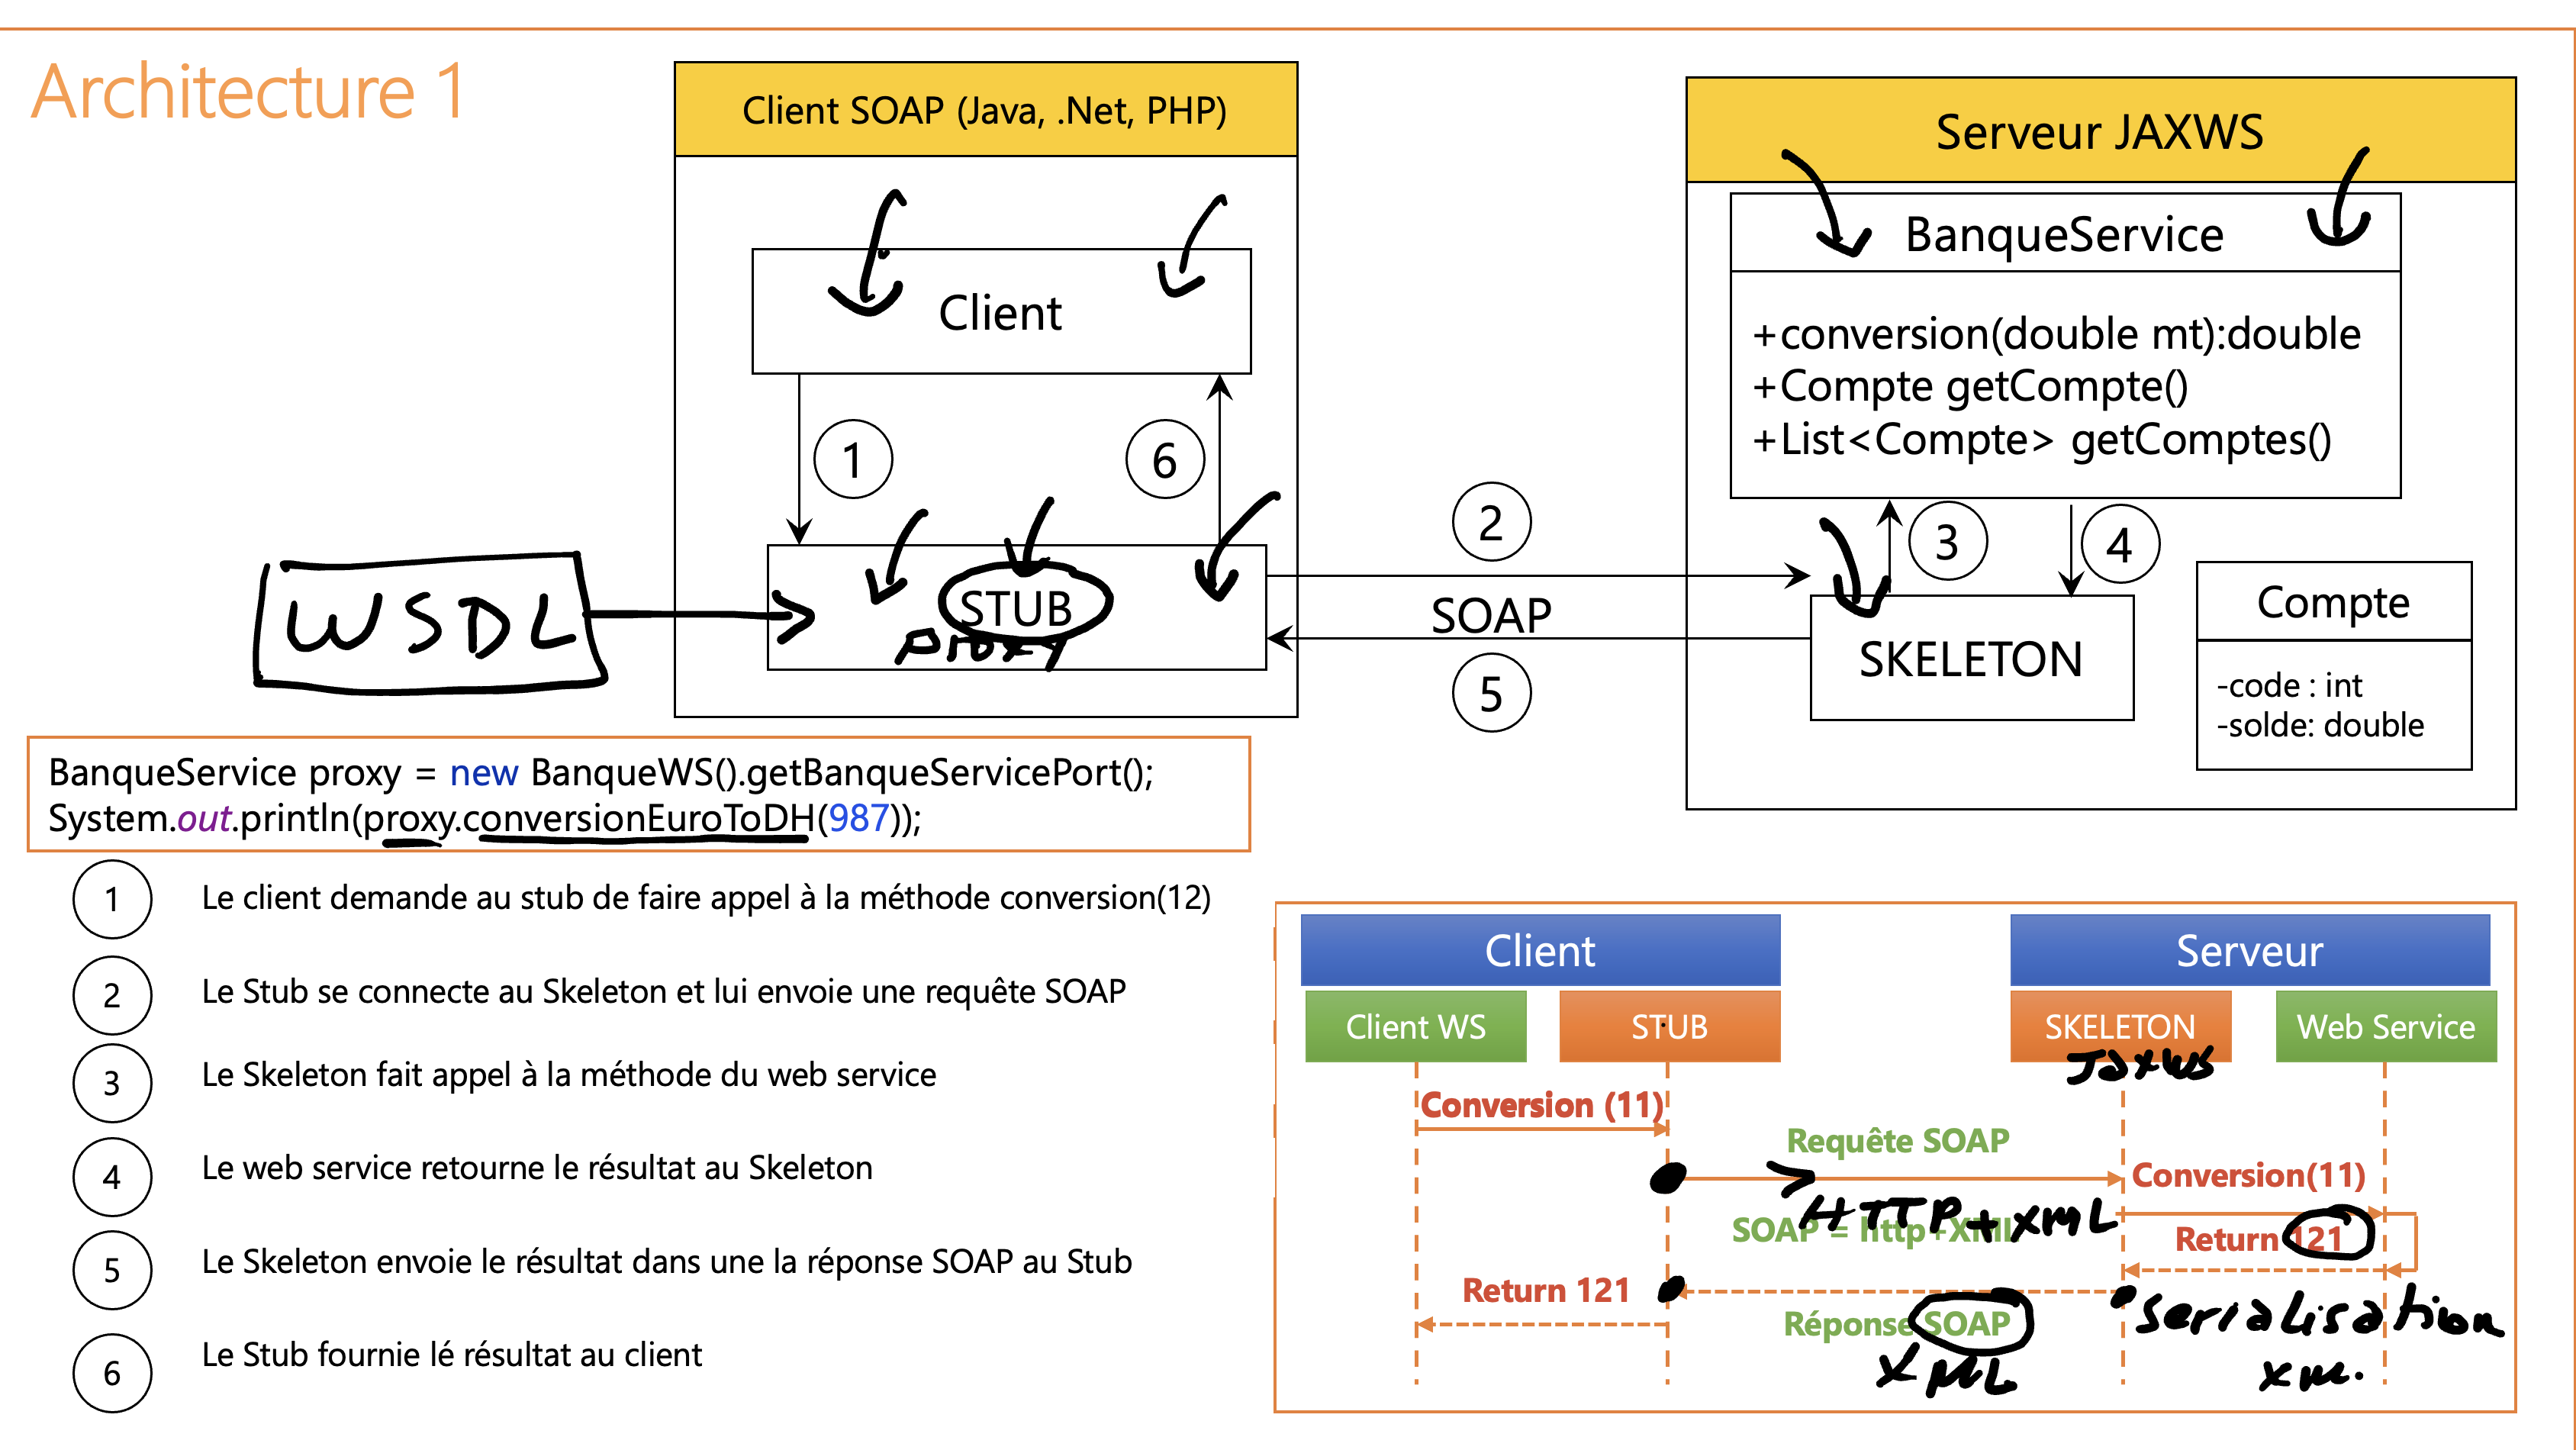 Architecture 1
Client SOAP (Java, .Net, PHP)
Client
1
6
STUB
proxy
WSDL
2
SOAP
5
Serveur JAXWS
BanqueService
+conversion(double mt):double
+Compte getCompte()
+List<Compte> getComptes()
3
4
SKELETON
Compte
-code : int
-solde: double
BanqueService proxy = new BanqueWS().getBanqueServicePort();
System.out.println(proxy.conversionEuroToDH(987));
1 Le client demande au stub de faire appel à la méthode conversion(12)
2 Le Stub se connecte au Skeleton et lui envoie une requête SOAP
3 Le Skeleton fait appel à la méthode du web service
4 Le web service retourne le résultat au Skeleton
5 Le Skeleton envoie le résultat dans une la réponse SOAP au Stub
6 Le Stub fournie lé résultat au client
Client
Serveur
Client WS
STUB
SKELETON
Web Service
JaxWS
Conversion (11)
Requête SOAP
Conversion(11)
HTTP+XML
SOAP = http+XML
Return 121
Return 121
Réponse SOAP
XML
Serialisation
XML.